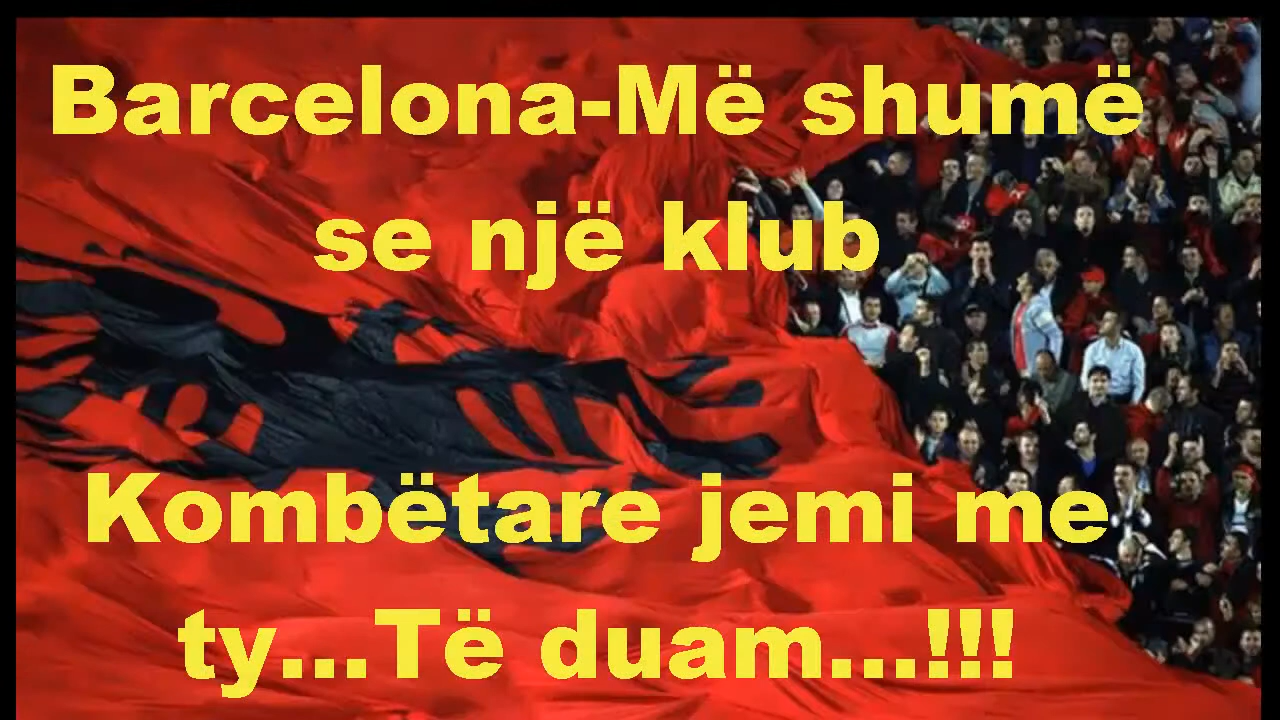 Barcelona-Më shumë
se një klub
Kombëtare jemi me
ty...Të duam...!!!